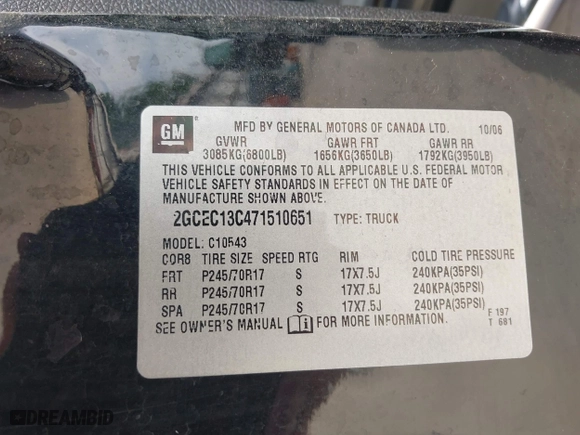 GM
MFD BY GENERAL MOTORS OF CANADA LTD. 10/06
GVWR GAWR FRT GAWR RR
3085KG(6800LB) 1656KG(3650LB) 1792KG(3950LB)
THIS VEHICLE CONFORMS TO ALL APPLICABLE U.S. FEDERAL MOTOR
VEHICLE SAFETY STANDARDS IN EFFECT ON THE DATE OF
MANUFACTURE SHOWN ABOVE.
2GCEC13C471510651 TYPE: TRUCK
MODEL: C10543
COR8 TIRE SIZE SPEED RTG RIM COLD TIRE PRESSURE
FRT P245/70R17 S 17X7.5J 240KPA(35PSI)
RR P245/70R17 S 17X7.5J 240KPA(35PSI)
SPA P245/70R17 S 17X7.5J 240KPA(35PSI)
SEE OWNER'S MANUAL i FOR MORE INFORMATION.
F 197
T 691
DREAMBID